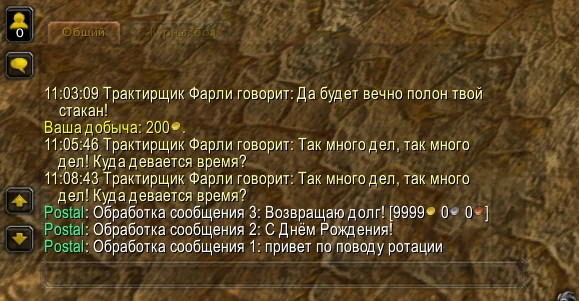 0
Общий
Журнал боя
11:03:09 Трактирщик Фарли говорит: Да будет вечно полон твой
стакан!
Ваша добыча: 200.
11:05:46 Трактирщик Фарли говорит: Так много дел, так много
дел! Куда девается время?
11:08:43 Трактирщик Фарли говорит: Так много дел, так много
дел! Куда девается время?
Postal: Обработка сообщения 3: Возвращаю долг! [9999 0 0]
Postal: Обработка сообщения 2: С Днём Рождения!
Postal: Обработка сообщения 1: привет по поводу ротации